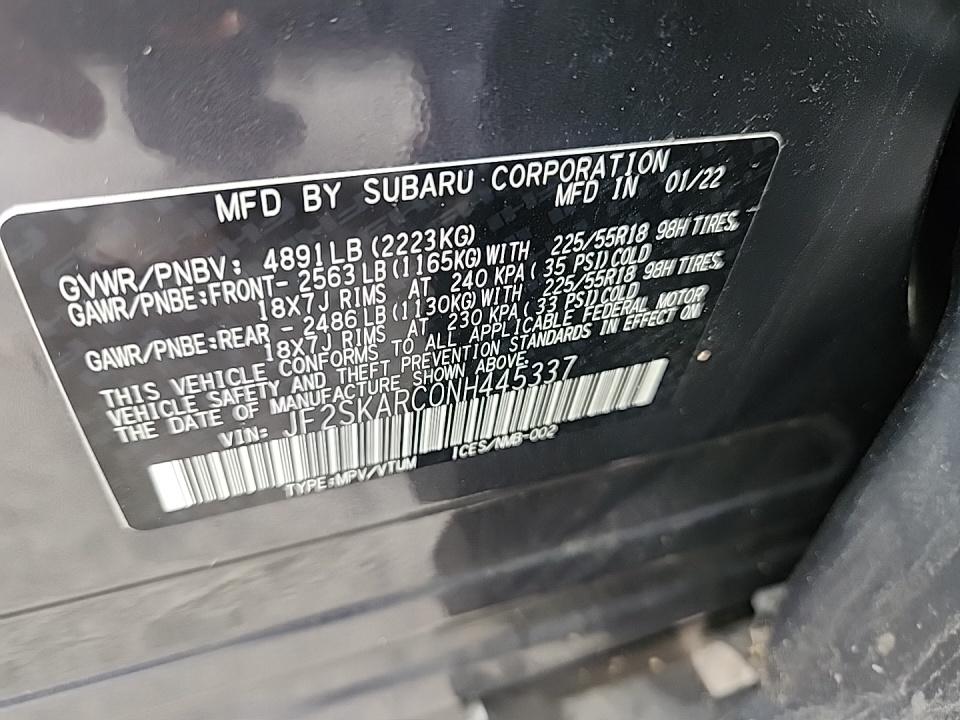 MFD BY SUBARU CORPORATION
MFD IN 01/22
GVWR/PNBV: 4891LB(2223KG)
GAWR/PNBE:FRONT- 2563LB(1165KG)WITH 225/55R18 98H TIRES,
18X7J RIMS AT 240 KPA( 35 PSI)COLD
GAWR/PNBE:REAR - 2486LB(1130KG)WITH 225/55R18 98H TIRES,
18X7J RIMS AT 230 KPA( 33 PSI)COLD
THIS VEHICLE CONFORMS TO ALL APPLICABLE FEDERAL MOTOR
VEHICLE SAFETY AND THEFT PREVENTION STANDARDS IN EFFECT ON
THE DATE OF MANUFACTURE SHOWN ABOVE.
VIN: JF2SKARC0NH445337
TYPE:MPV/VTUM ICES/NMB-002